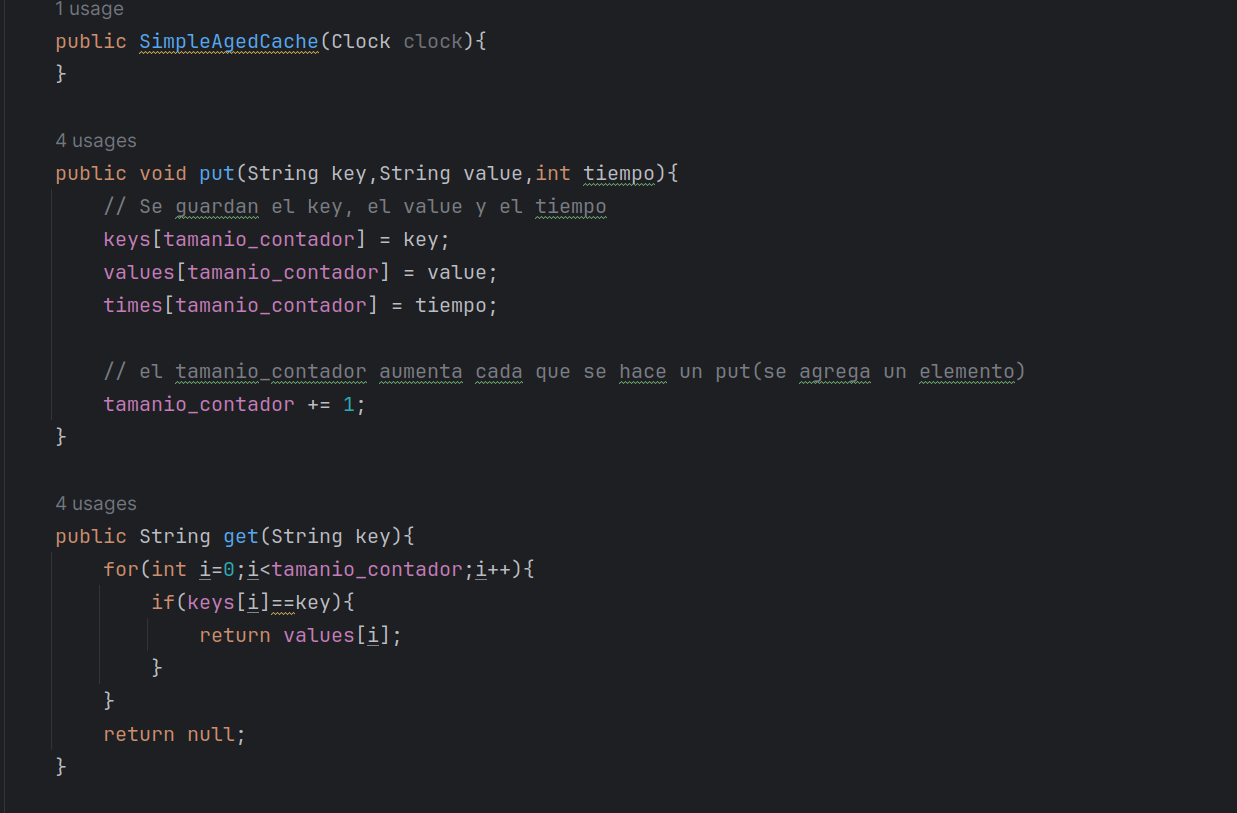 1 usage
public SimpleAgedCache(Clock clock){
}
4 usages
public void put(String key,String value,int tiempo){
// Se guardan el key, el value y el tiempo
keys[tamanio_contador] = key;
values[tamanio_contador] = value;
times[tamanio_contador] = tiempo;
// el tamanio_contador aumenta cada que se hace un put(se agrega un elemento)
tamanio_contador += 1;
}
4 usages
public String get(String key){
for(int i=0;i<tamanio_contador;i++){
if(keys[i]==key){
return values[i];
}
}
return null;
}